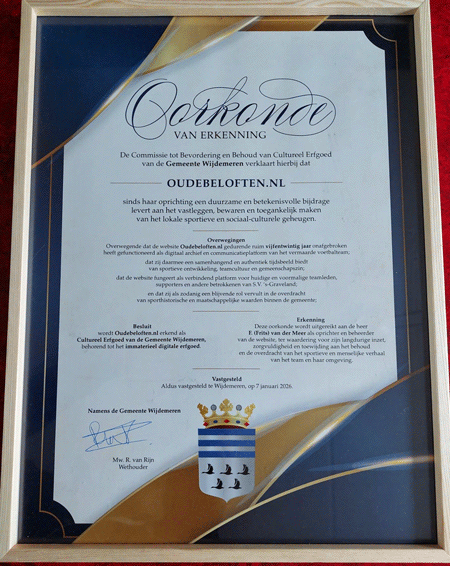 Oorkonde
VAN ERKENNING
De Commissie tot Bevordering en Behoud van Cultureel Erfgoed
van de Gemeente Wijdemeren verklaart hierbij dat
OUDEBELOFTEN.NL
sinds haar oprichting een duurzame en betekenisvolle bijdrage
levert aan het vastleggen, bewaren en toegankelijk maken
van het lokale sportieve en sociaal-culturele geheugen.
Overwegingen
Overwegende dat de website Oudebeloften.nl gedurende ruim vijfentwintig jaar onafgebroken
heeft gefunctioneerd als digitaal archief en communicatieplatform van het vermaarde voetbalteam;
dat zij daarmee een samenhangend en authentiek tijdsbeeld biedt
van sportieve ontwikkeling, teamcultuur en gemeenschapszin;
dat de website fungeert als verbindend platform voor huidige en voormalige teamleden,
supporters en andere betrokkenen van S.V. 's-Graveland;
en dat zij als zodanig een blijvende rol vervult in de overdracht
van sporthistorische en maatschappelijke waarden binnen de gemeente;
Besluit
wordt Oudebeloften.nl erkend als
Cultureel Erfgoed van de Gemeente Wijdemeren,
behorend tot het immaterieel digitale erfgoed.
Erkenning
Deze oorkonde wordt uitgereikt aan de heer
F. (Frits) van der Meer als oprichter en beheerder
van de website, ter waardering voor zijn langdurige inzet,
zorgvuldigheid en toewijding aan het behoud
en de overdracht van het sportieve en menselijke verhaal
van het team en haar omgeving.
Vastgesteld
Aldus vastgesteld te Wijdemeren, op 7 januari 2026.
Namens de Gemeente Wijdemeren
Mw. R. van Rijn
Wethouder